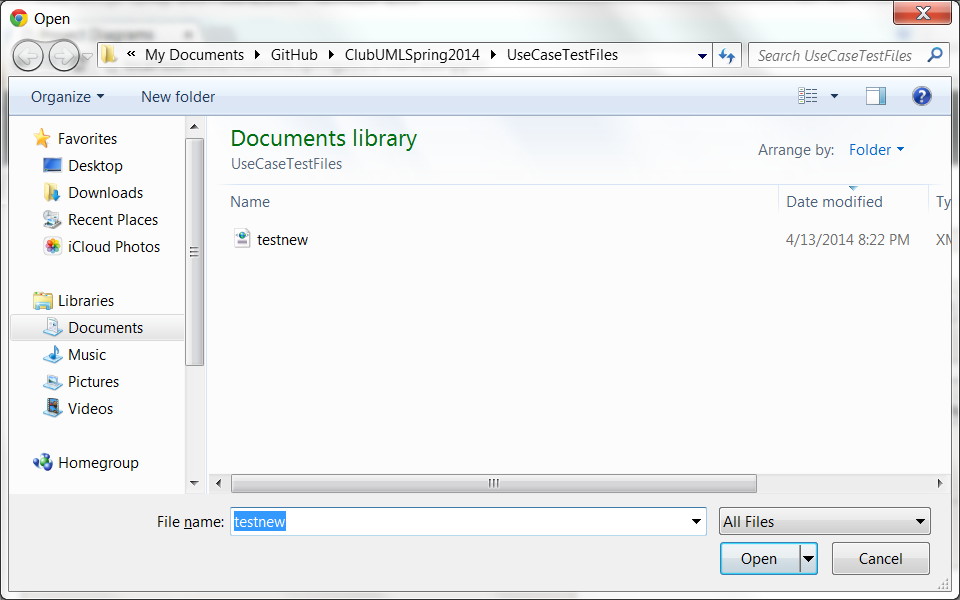 Open
« My Documents GitHub ClubUMLSpring2014 UseCaseTestFiles Search UseCaseTestFiles
Organize New folder
Favorites
Desktop
Downloads
Recent Places
iCloud Photos
Libraries
Documents
Music
Pictures
Videos
Homegroup
Documents library
UseCaseTestFiles
Arrange by: Folder
Name Date modified Ty
testnew 4/13/2014 8:22 PM XM
File name: testnew All Files
Open Cancel